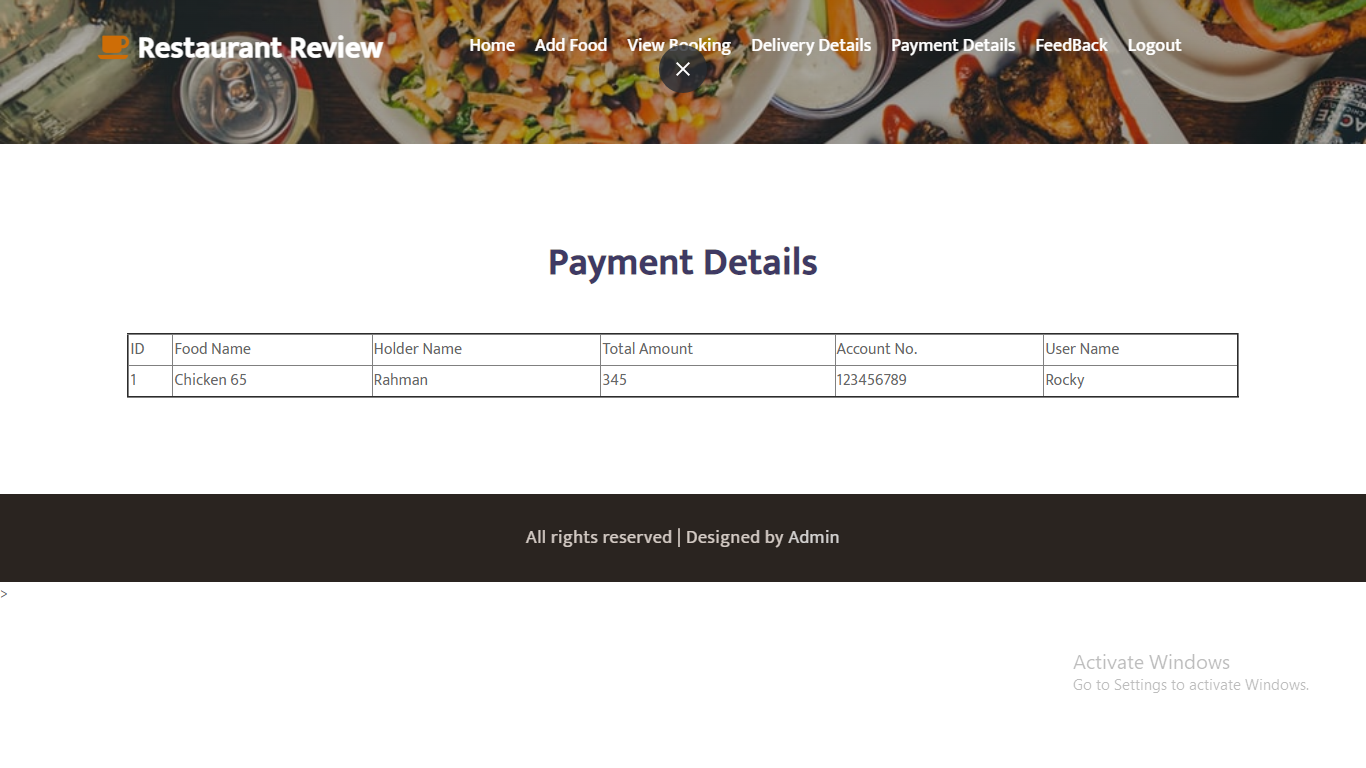 Restaurant Review
Home Add Food View Booking Delivery Details Payment Details FeedBack Logout
Payment Details
ID Food Name Holder Name Total Amount Account No. User Name
1 Chicken 65 Rahman 345 123456789 Rocky
All rights reserved | Designed by Admin
>
Activate Windows
Go to Settings to activate Windows.